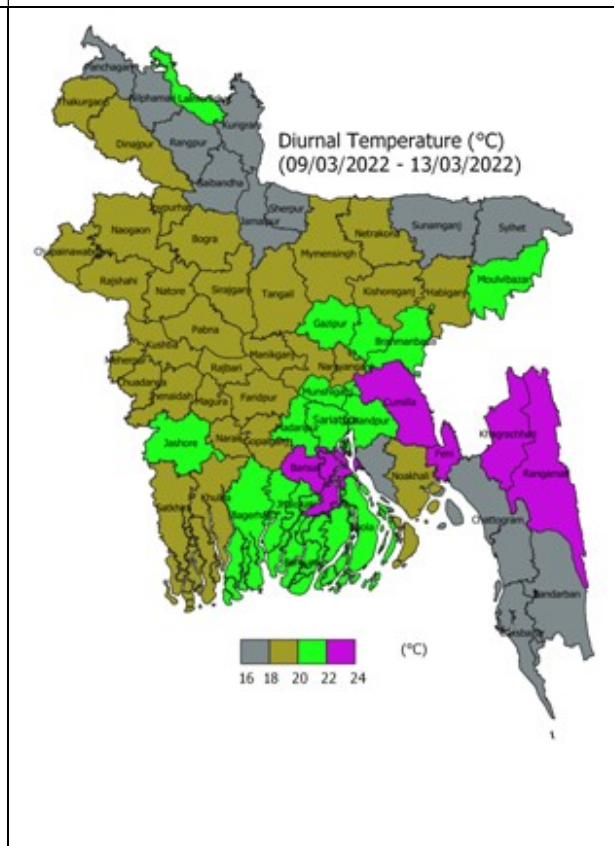 Panchagarh
Nilphamari
Lalmonirhat
Thakurgaon
Kurigram
Dinajpur
Rangpur
Diurnal Temperature (°C)
(09/03/2022 - 13/03/2022)
Gaibandha
Sherpur
Jamalpur
Naogaon
Bogra
Netrakona
Mymensingh
Sunamganj
Sylhet
Chapainawabganj
Rajshahi
Natore
Sirajganj
Tangail
Kishoreganj
Habiganj
Moulvibazar
Pabna
Gazipur
Kushtia
Brahmanbaria
Meherpur
Rajbari
Manikganj
Narayanganj
Chuadanga
Jhenaidah
Magura
Faridpur
Munshiganj
Cumilla
Jashore
Narail
Gopalganj
Madaripur
Chandpur
Khagrachhari
Rangamati
Barisal
Feni
Satkhira
Khulna
Bagerhat
Noakhali
Bhola
Chattogram
Bandarban
Coxsbazar
(°C)
16 18 20 22 24